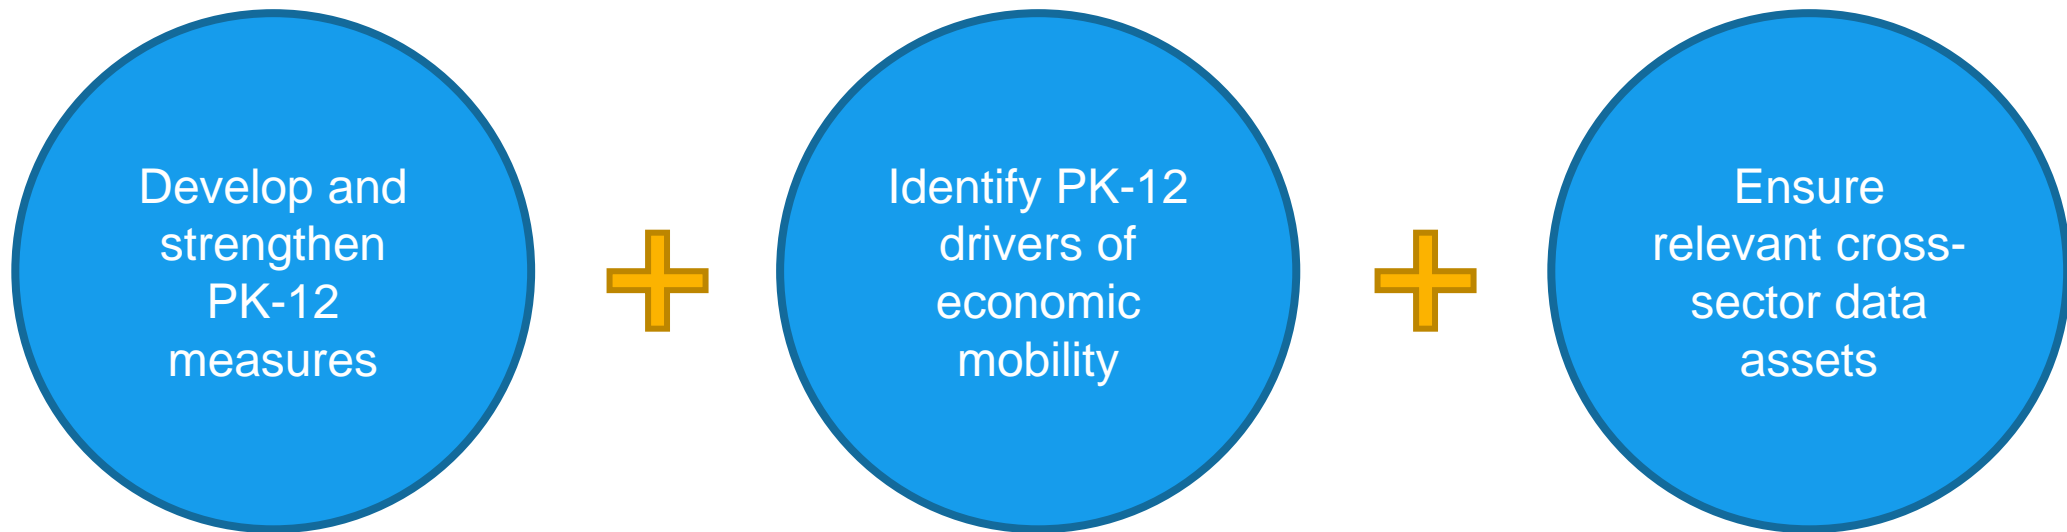 Develop and
strengthen
PK-12
measures
Identify PK-12
drivers of
economic
mobility
Ensure
relevant cross-
sector data
assets